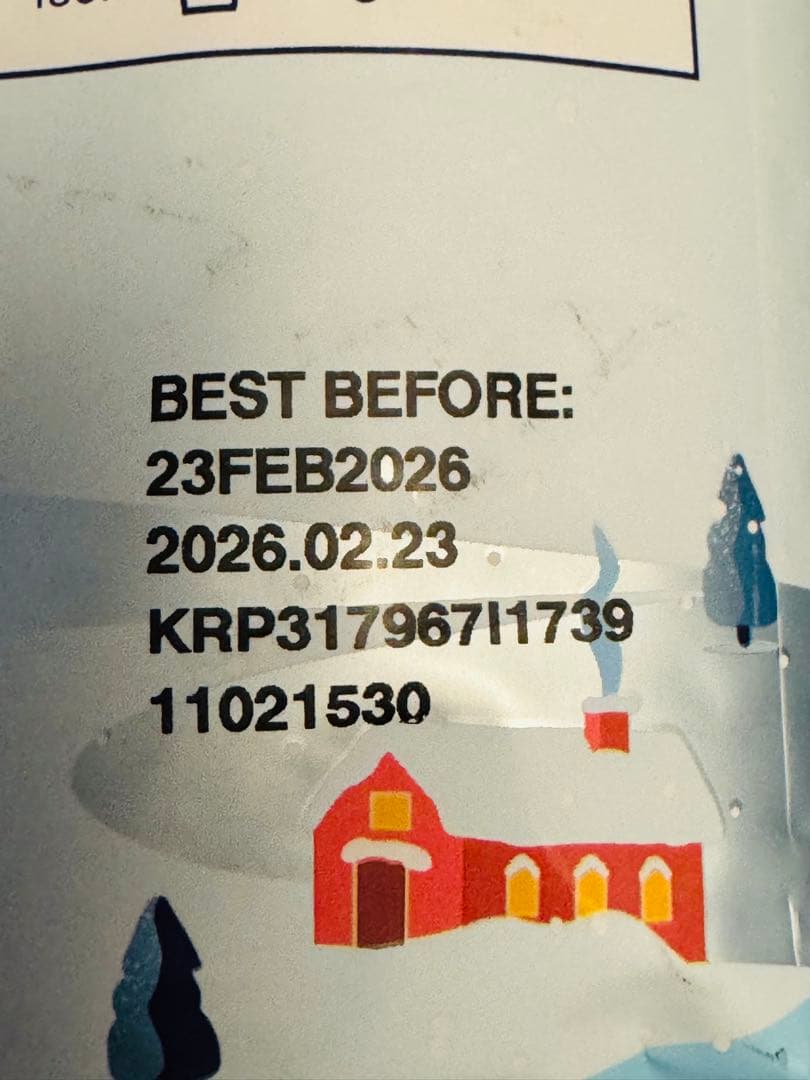 BEST BEFORE:
23FEB2026
2026.02.23
KRP317967I1739
11021530